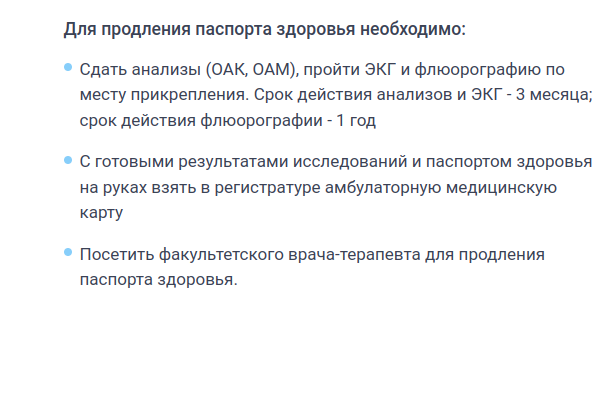 Для продления паспорта здоровья необходимо:
Сдать анализы (ОАК, ОАМ), пройти ЭКГ и флюорографию по
месту прикрепления. Срок действия анализов и ЭКГ - 3 месяца;
срок действия флюорографии - 1 год
С готовыми результатами исследований и паспортом здоровья
на руках взять в регистратуре амбулаторную медицинскую
карту
Посетить факультетского врача-терапевта для продления
паспорта здоровья.